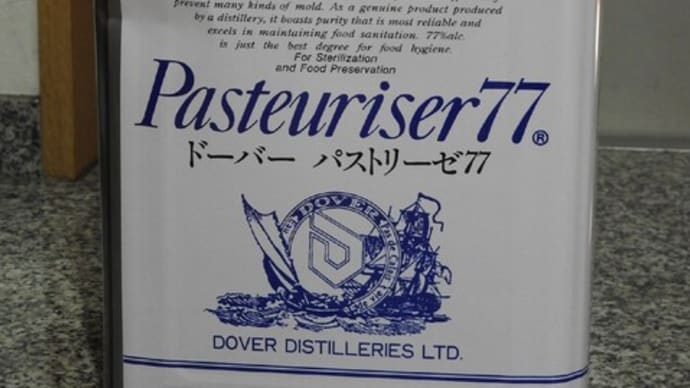 prevent many kinds of mold. As a genuine product produced
by a distillery, it boasts purity that is most reliable and
excels in maintaining food sanitation. 77%alc.
is just the best degree for food hygiene.
For Sterilization
and Food Preservation
Pasteuriser77®
ドーバー パストリーゼ77
DOVER
DOVER DISTILLERIES LTD.